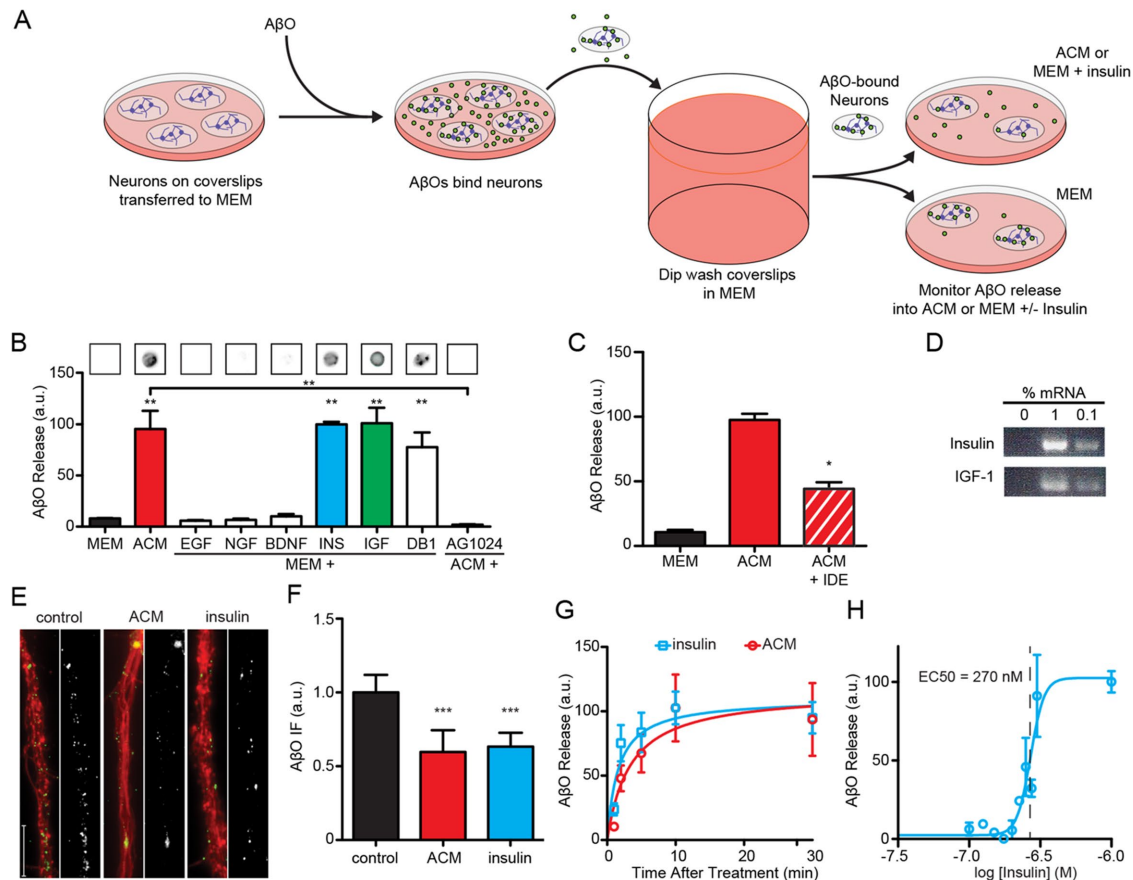 A
AβO
Neurons on coverslips
transferred to MEM
AβOs bind neurons
Dip wash coverslips
in MEM
AβO-bound
Neurons
ACM or
MEM + insulin
MEM
Monitor AβO release
into ACM or MEM +/- Insulin
B
AβO Release (a.u.)
150
100
50
0
**
** ** ** **
MEM ACM EGF NGF BDNF INS IGF DB1 AG1024
MEM + ACM +
C
AβO Release (a.u.)
150
100
50
0
*
MEM ACM ACM
+ IDE
D
% mRNA
0 1 0.1
Insulin
IGF-1
E
control ACM insulin
F
AβO IF (a.u.)
1.5
1.0
0.5
0
*** ***
control ACM insulin
G
insulin ACM
AβO Release (a.u.)
150
100
50
0
0 10 20 30
Time After Treatment (min)
H
AβO Release (a.u.)
150
100
50
0
EC50 = 270 nM
-7.5 -7.0 -6.5 -6.0
log [Insulin] (M)